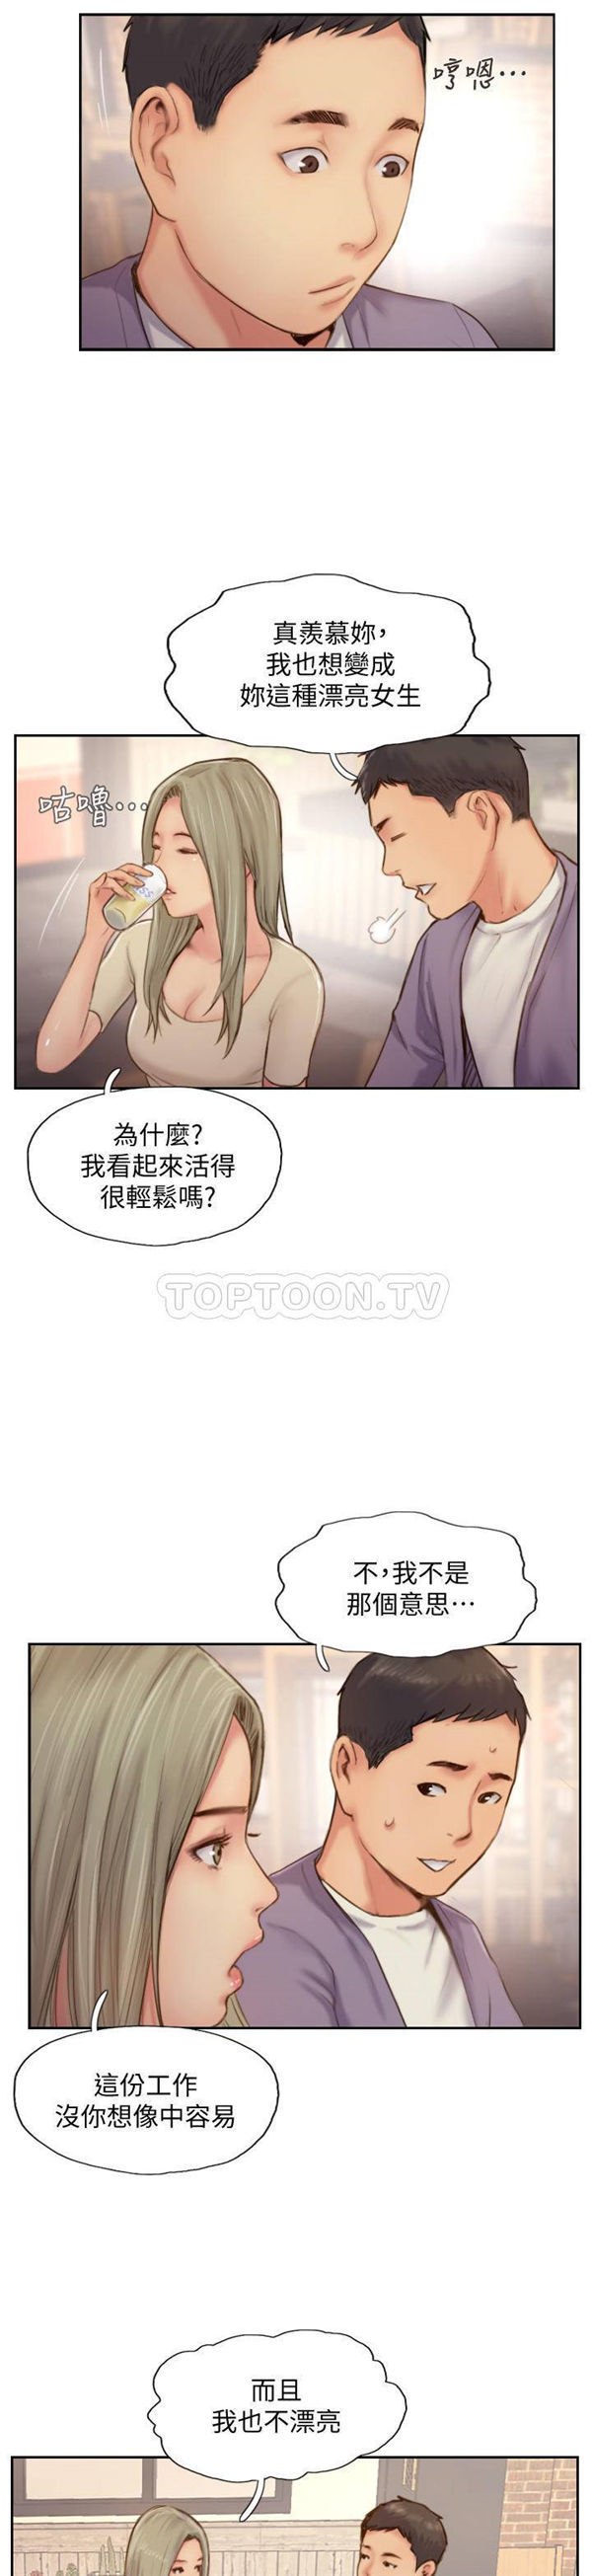 哼嗯…
真羨慕妳，
我也想變成
妳這種漂亮女生
咕嚕…
為什麼？
我看起來活得
很輕鬆嗎？
TOPTOON.TV
不，我不是
那個意思…
這份工作
沒你想像中容易
而且
我也不漂亮